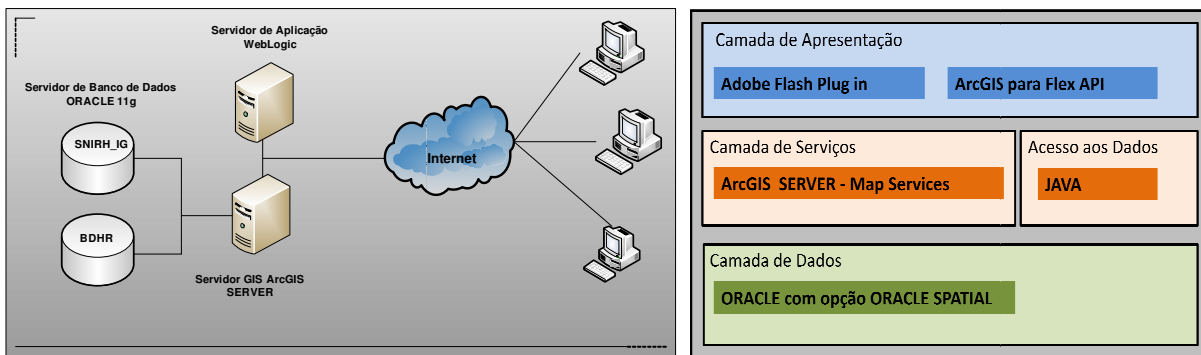 Servidor de Aplicação
WebLogic
Servidor de Banco de Dados
ORACLE 11g
SNIRH_IG
BDHR
Internet
Servidor GIS ArcGIS
SERVER
Camada de Apresentação
Adobe Flash Plug in
ArcGIS para Flex API
Camada de Serviços
ArcGIS SERVER - Map Services
Acesso aos Dados
JAVA
Camada de Dados
ORACLE com opção ORACLE SPATIAL